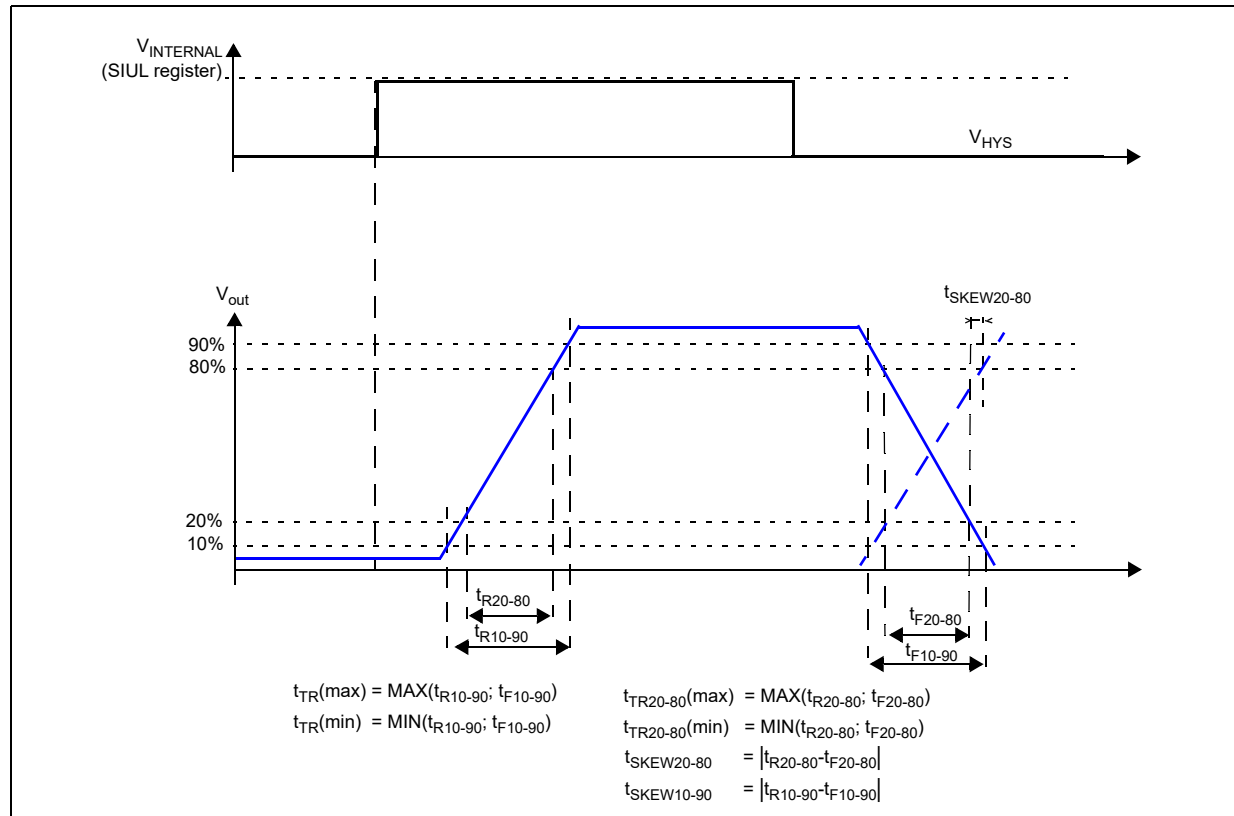 VINTERNAL
(SIUL register)
VHYS
Vout
tSKEW20-80
90%
80%
20%
10%
tR20-80
tR10-90
tF20-80
tF10-90
tTR(max) = MAX(tR10-90; tF10-90)
tTR(min) = MIN(tR10-90; tF10-90)
tTR20-80(max) = MAX(tR20-80; tF20-80)
tTR20-80(min) = MIN(tR20-80; tF20-80)
tSKEW20-80 = |tR20-80-tF20-80|
tSKEW10-90 = |tR10-90-tF10-90|